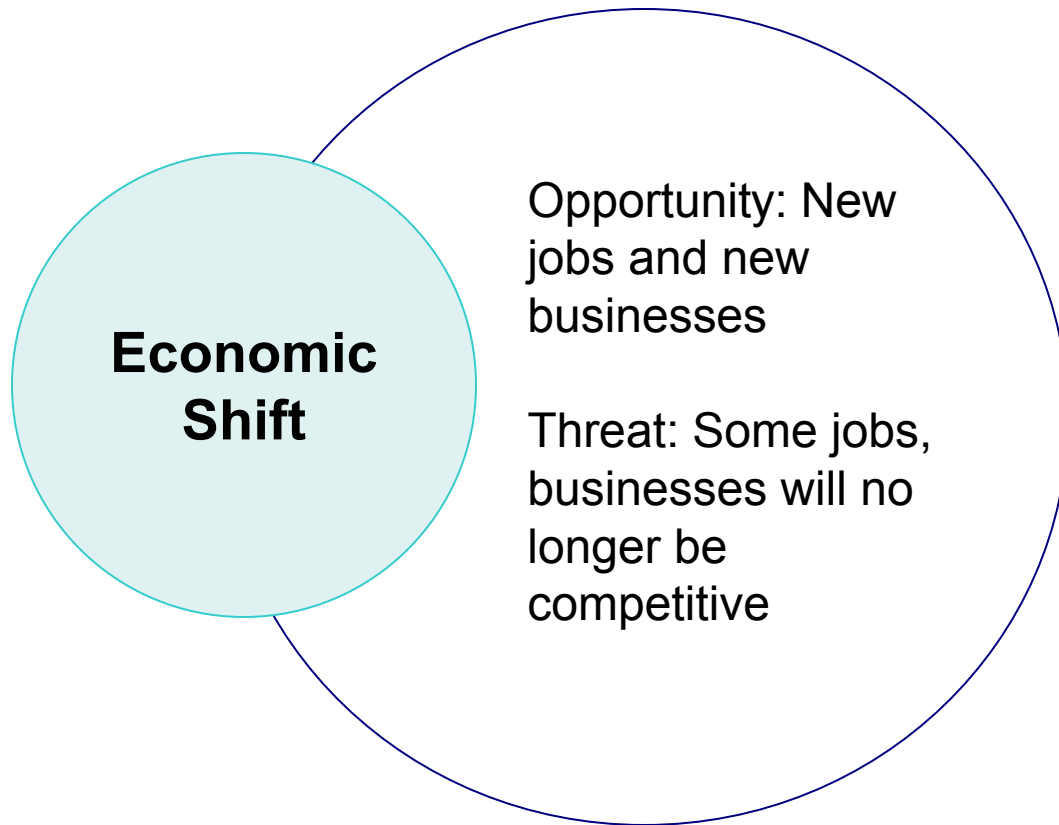 Economic
Shift
Opportunity: New
jobs and new
businesses
Threat: Some jobs,
businesses will no
longer be
competitive